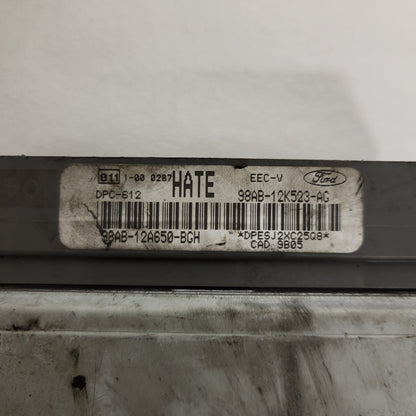 B11 1-00 0287 HATE EEC-V Ford
DPC-612 98AB-12K523-AG
98AB-12A650-BGH *DPESJ2XC25Q8*
CAD 9B05